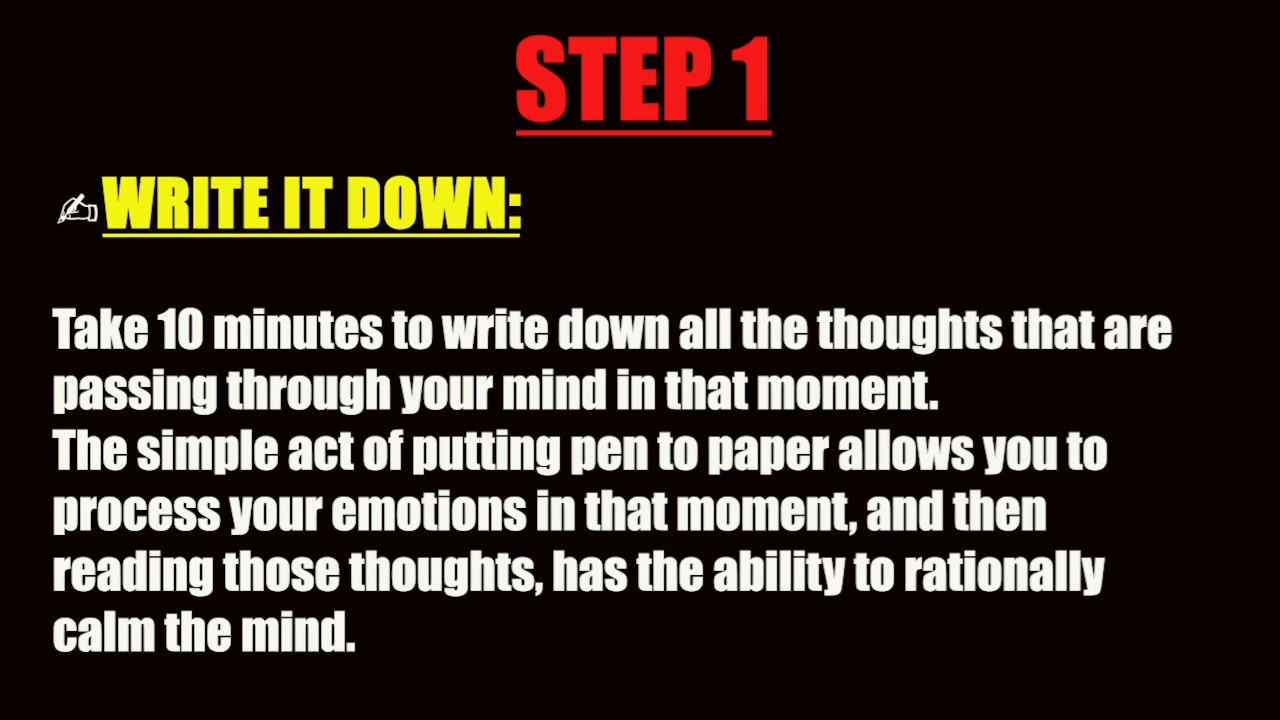 STEP 1
✍WRITE IT DOWN:
Take 10 minutes to write down all the thoughts that are
passing through your mind in that moment.
The simple act of putting pen to paper allows you to
process your emotions in that moment, and then
reading those thoughts, has the ability to rationally
calm the mind.